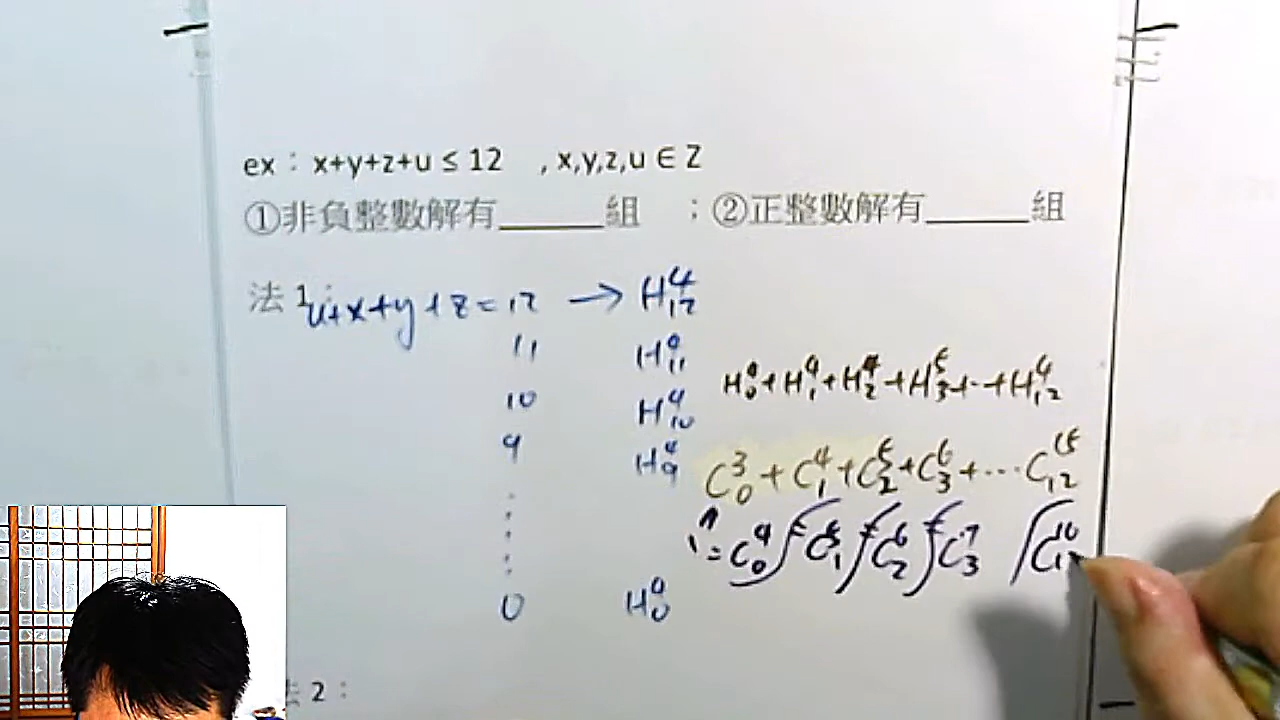 ex：x+y+z+u ≤ 12 , x,y,z,u ∈ Z
①非負整數解有______組 ；②正整數解有______組
法 1：u+x+y+z=12 → H⁴₁₂
11 H⁴₁₁
10 H⁴₁₀
9 H⁴₉
⋮
0 H⁴₀
H⁴₀+H⁴₁+H⁴₂+H⁴₃+⋯+H⁴₁₂
C³₀+C⁴₁+C⁵₂+C⁶₃+⋯C¹⁵₁₂
=C⁴₀ C⁵₁ C⁶₂ C⁷₃ C¹⁶₁₂
2：